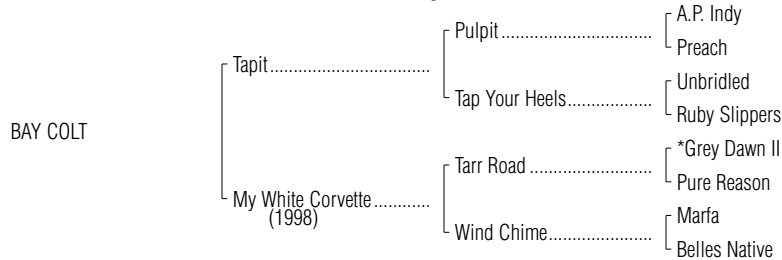 A.P. Indy
Pulpit................................
Preach
Tapit..................................
Unbridled
Tap Your Heels..................
Ruby Slippers
BAY COLT
*Grey Dawn II
Tarr Road ..........................
Pure Reason
My White Corvette............
(1998)
Marfa
Wind Chime......................
Belles Native